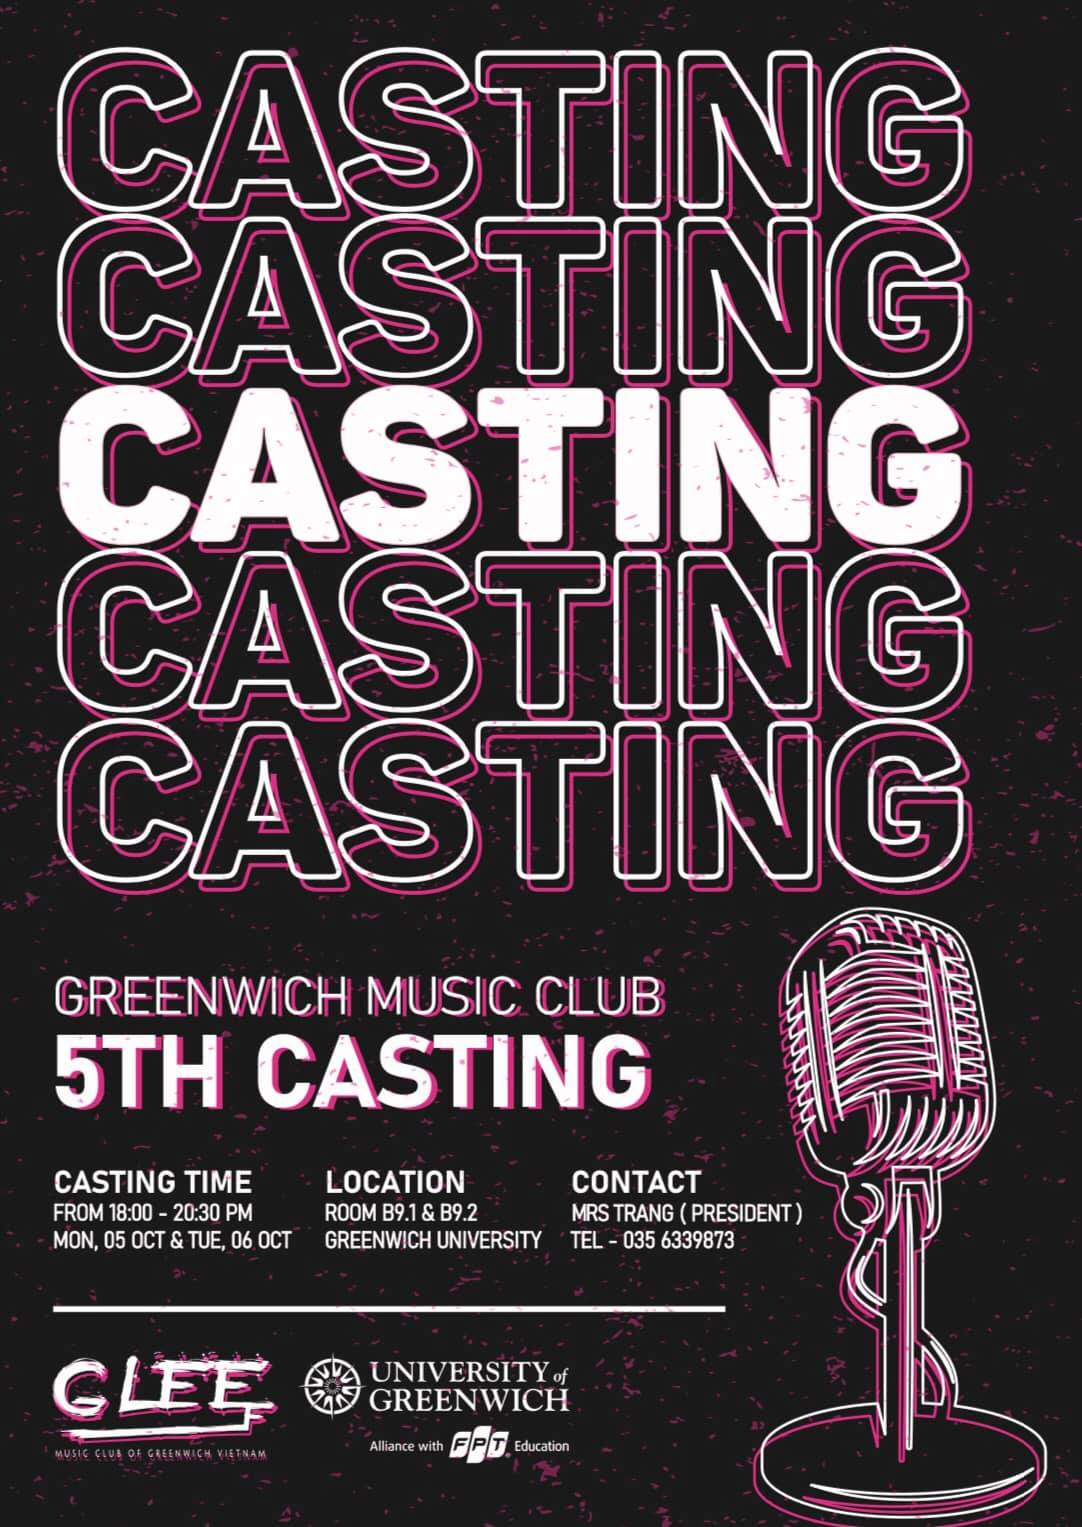 CASTING
CASTING
CASTING
CASTING
CASTING
GREENWICH MUSIC CLUB
5TH CASTING
CASTING TIME
FROM 18:00 - 20:30 PM
MON, 05 OCT & TUE, 06 OCT
LOCATION
ROOM B9.1 & B9.2
GREENWICH UNIVERSITY
CONTACT
MRS TRANG ( PRESIDENT )
TEL - 035 6339873
GLEE
MUSIC CLUB OF GREENWICH VIETNAM
UNIVERSITY of
GREENWICH
Alliance with FPT Education